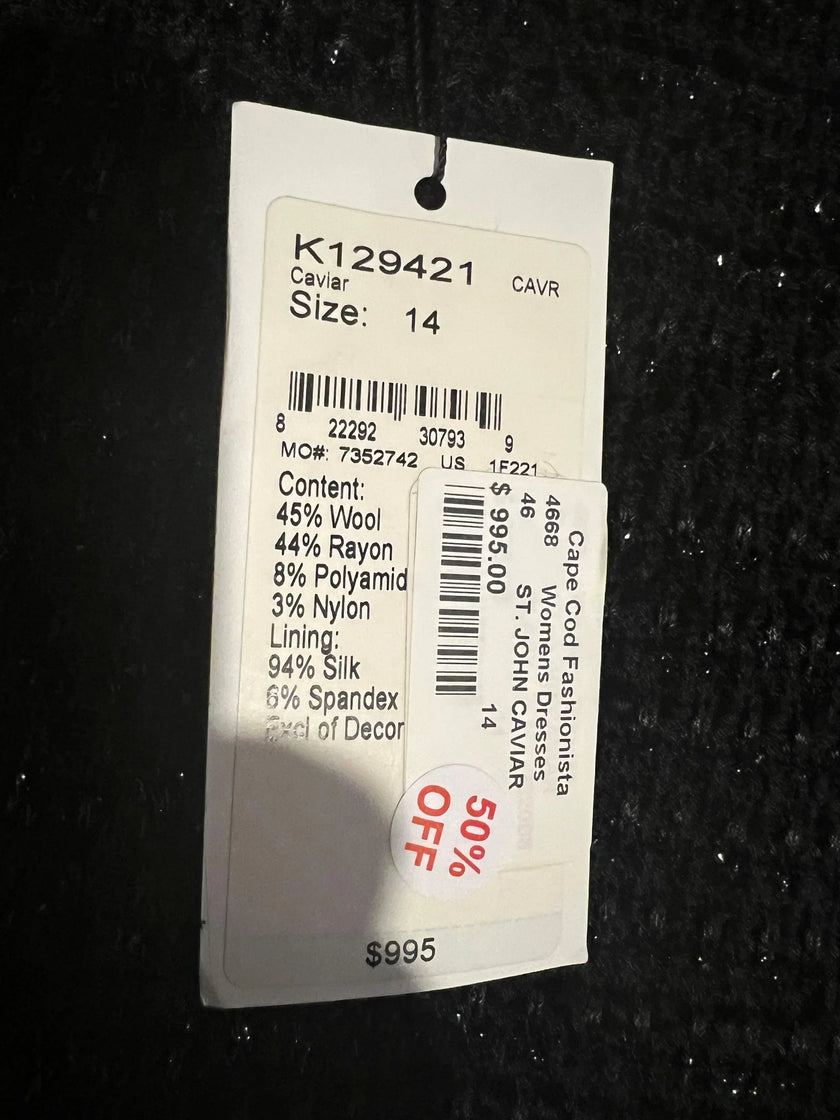 K129421
CAVR
Caviar
Size: 14
8 22292 30793 9
MO#: 7352742 US 1F221
Content:
45% Wool
44% Rayon
8% Polyamid
3% Nylon
Lining:
94% Silk
6% Spandex
Excl of Decor
Cape Cod Fashionista
4668 Womens Dresses
46 ST. JOHN CAVIAR
$ 995.00
14
50%
OFF
$995